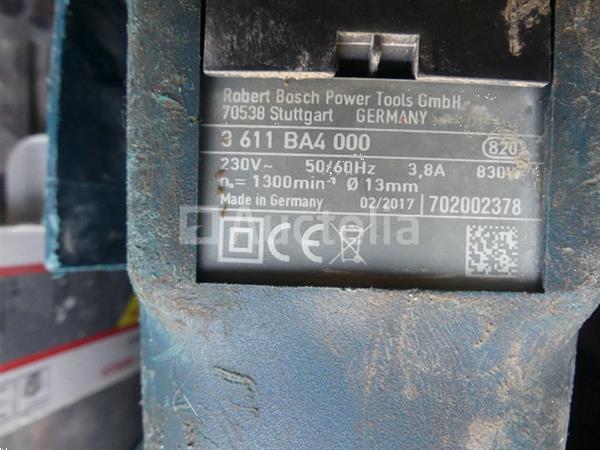 Robert Bosch Power Tools GmbH
70538 Stuttgart GERMANY
3 611 BA4 000 820
230V~ 50/60Hz 3,8A 830W
n₀= 1300min⁻¹ Ø 13mm
Made in Germany 02/2017 702002378
CE
Auctelia